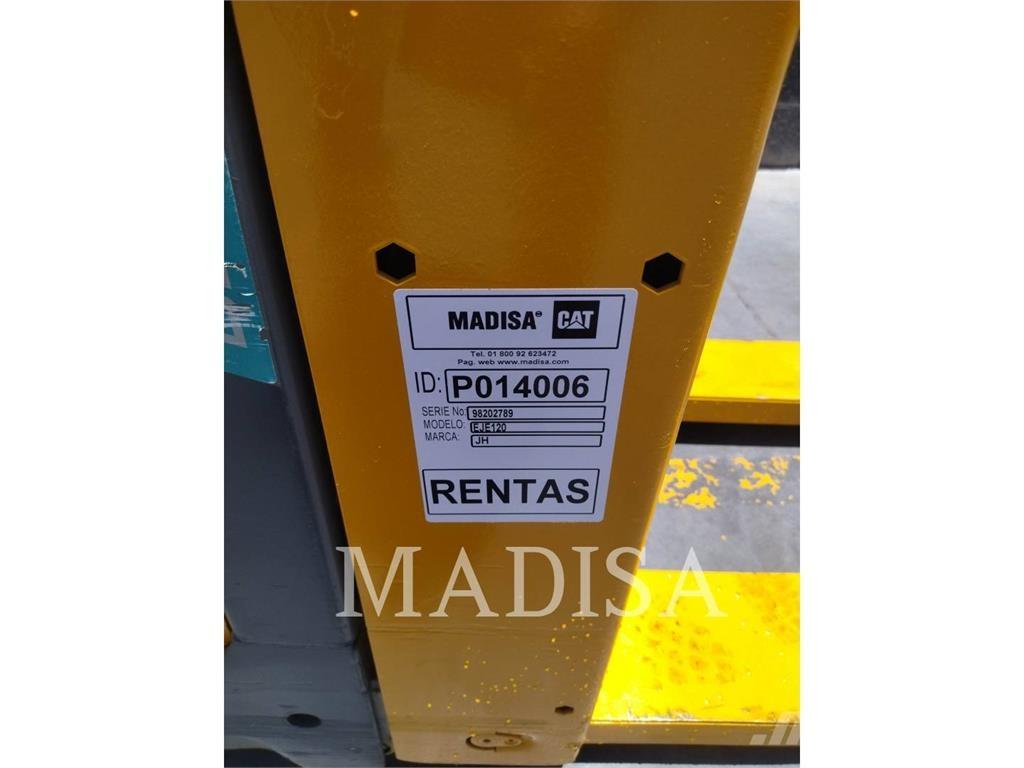 MADISA® CAT
Tel. 01 800 92 623472
Pag. web www.madisa.com
ID: P014006
SERIE No: 98202789
MODELO: EJE120
MARCA: JH
RENTAS
MADISA